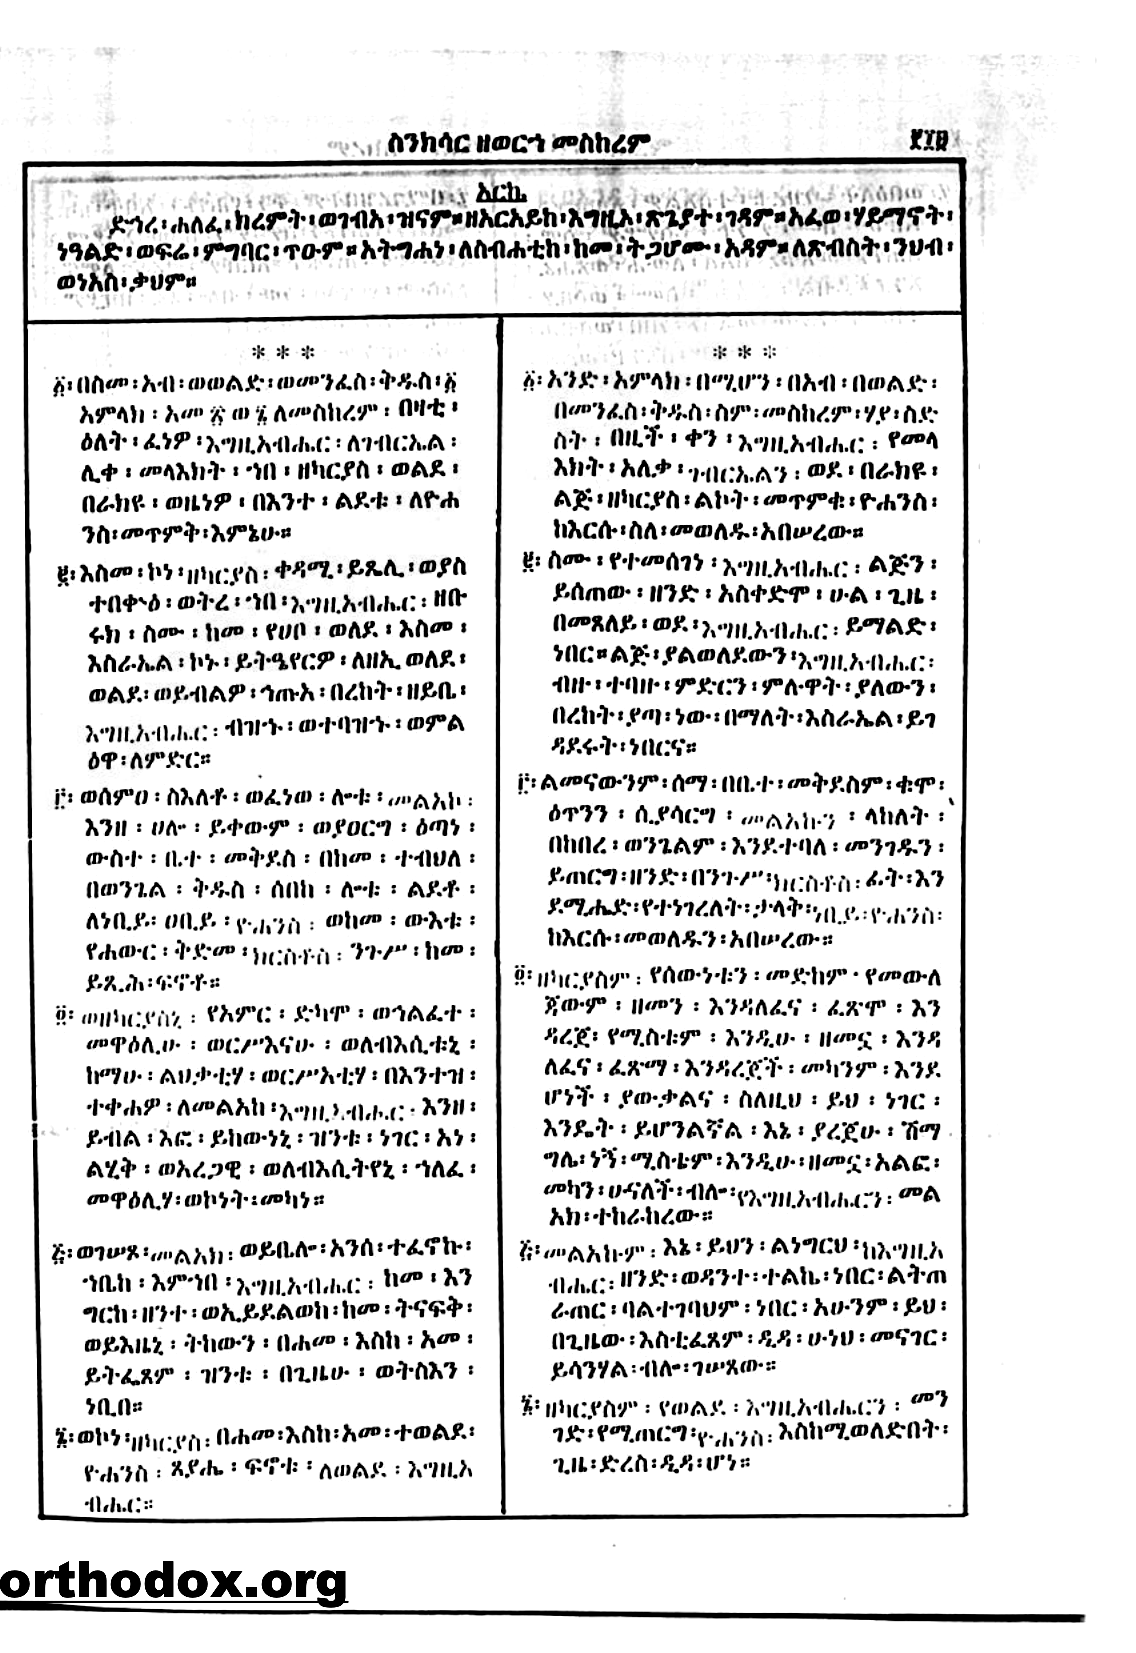 ስንክሳር ዘወርኀ መስከረም
አርኬ
ድኅረ፡ሐለፈ፡ክረምት፡ወገብአ፡ዝናም፡፡ዘአርአይከ፡እግዚአ፡ጽጌያተ፡ገዳም፡፡አፈወ፡ሃይማኖት፡
ነዓልድ፡ወፍሬ፡ምግባር፡ጥዑም፡፡አትግሐነ፡ለስብሐቲከ፡ከመ፡ትጋሆሙ፡አዳም፡፡ለጽብስት፡ንህብ፡
ወነአስ፡ቃህም፡፡
***
፩፡በስመ፡አብ፡ወወልድ፡ወመንፈስ፡ቅዱስ፡፩
አምላክ፡አመ፳ወ፮ለመስከረም፡በዛቲ፡
ዕለት፡ፈነዎ፡እግዚአብሔር፡ለገብርኤል፡
ሊቀ፡መላእክት፡ኀበ፡ዘካርያስ፡ወልደ፡
በራክዩ፡ወዜነዎ፡በእንተ፡ልደቱ፡ለዮሐ
ንስ፡መጥምቅ፡እምኔሁ፡፡
፪፡እስመ፡ኮነ፡ዘካርያስ፡ቀዳሚ፡ይጼሊ፡ወያስ
ተበቍዕ፡ወትረ፡ኀበ፡እግዚአብሔር፡ዘቡ
ሩክ፡ስሙ፡ከመ፡የሀቦ፡ወለደ፡እስመ፡
እስራኤል፡ኮኑ፡ይትዔየርዎ፡ለዘኢወለደ፡
ወልደ፡ወይብልዎ፡ኅጡአ፡በረከት፡ዘይቤ፡
እግዚአብሔር፡ብዝኁ፡ወተባዝኁ፡ወምል
ዕዋ፡ለምድር፡፡
፫፡ወሰምዐ፡ስእለቶ፡ወፈነወ፡ሎቱ፡መልአኮ፡
እንዘ፡ሀሎ፡ይቀውም፡ወያዐርግ፡ዕጣነ፡
ውስተ፡ቤተ፡መቅደስ፡በከመ፡ተብህለ፡
በወንጌል፡ቅዱስ፡ሰበከ፡ሎቱ፡ልደቶ፡
ለነቢይ፡ዐቢይ፡ዮሐንስ፡ወከመ፡ውእቱ፡
የሐውር፡ቅድመ፡ክርስቶስ፡ንጉሥ፡ከመ፡
ይጺሕ፡ፍኖቶ፡፡
፬፡ወዘካርያስኒ፡የአምር፡ድካሞ፡ወኀልፈተ፡
መዋዕሊሁ፡ወርሥእናሁ፡ወለብእሲቱኒ፡
ከማሁ፡ልህቃቲሃ፡ወርሥአቲሃ፡በእንተዝ፡
ተቀሐዎ፡ለመልአከ፡እግዚአብሔር፡እንዘ፡
ይብል፡እፎ፡ይከውነኒ፡ዝንቱ፡ነገር፡አነ፡
ልሂቅ፡ወአረጋዊ፡ወለብእሲትየኒ፡ኀለፈ፡
መዋዕሊሃ፡ወኮነት፡መካነ፡፡
፭፡ወገሠጾ፡መልአክ፡ወይቤሎ፡አንሰ፡ተፈኖኩ፡
ኀቤከ፡እምኀበ፡እግዚአብሔር፡ከመ፡እን
ግርከ፡ዘንተ፡ወኢይደልወከ፡ከመ፡ትናፍቅ፡
ወይእዜኒ፡ትከውን፡በሐመ፡እስከ፡አመ፡
ይትፌጸም፡ዝንቱ፡በጊዜሁ፡ወትስእን፡
ነቢበ፡፡
፮፡ወኮነ፡ዘካርያስ፡በሐመ፡እስከ፡አመ፡ተወልደ፡
ዮሐንስ፡ጸያሔ፡ፍኖቱ፡ለወልደ፡እግዚአ
ብሔር፡፡
***
፩፡አንድ፡አምላክ፡በሚሆን፡በአብ፡በወልድ፡
በመንፈስ፡ቅዱስ፡ስም፡መስከረም፡ሃያ፡ስድ
ስት፡በዚች፡ቀን፡እግዚአብሔር፡የመላ
እክት፡አለቃ፡ገብርኤልን፡ወደ፡በራክዩ፡
ልጅ፡ዘካርያስ፡ልኮት፡መጥምቁ፡ዮሐንስ፡
ከእርሱ፡ስለ፡መወለዱ፡አበሠረው፡፡
፪፡ስሙ፡የተመሰገነ፡እግዚአብሔር፡ልጅን፡
ይሰጠው፡ዘንድ፡አስቀድሞ፡ሁል፡ጊዜ፡
በመጸለይ፡ወደ፡እግዚአብሔር፡ይማልድ፡
ነበር፡፡ልጅ፡ያልወለደውን፡እግዚአብሔር፡
ብዙ፡ተባዙ፡ምድርን፡ምሉዋት፡ያለውን፡
በረከት፡ያጣ፡ነው፡በማለት፡እስራኤል፡ይገ
ዳደሩት፡ነበርና፡፡
፫፡ልመናውንም፡ሰማ፡በቤተ፡መቅደስም፡ቁሞ፡
ዕጥንን፡ሲያሳርግ፡መልአኩን፡ላከለት፡
በከበረ፡ወንጌልም፡እንደተባለ፡መንገዱን፡
ይጠርግ፡ዘንድ፡በንጉሥ፡ክርስቶስ፡ፊት፡እን
ደሚሔድ፡የተነገረለት፡ታላቅ፡ነቢይ፡ዮሐንስ፡
ከእርሱ፡መወለዱን፡አበሠረው፡፡
፬፡ዘካርያስም፡የሰውነቱን፡መድከም፡የመውለ
ጃውም፡ዘመን፡እንዳለፈና፡ፈጽሞ፡እን
ዳረጀ፡የሚስቱም፡እንዲሁ፡ዘመኗ፡እንዳ
ለፈና፡ፈጽማ፡እንዳረጀች፡መካንም፡እንደ
ሆነች፡ያውቃልና፡ስለዚህ፡ይህ፡ነገር፡
እንዴት፡ይሆንልኛል፡እኔ፡ያረጀሁ፡ሽማ
ግሌ፡ነኝ፡ሚስቴም፡እንዲሁ፡ዘመኗ፡አልፎ፡
መካን፡ሁናለች፡ብሎ፡የእግዚአብሔርን፡መል
አክ፡ተከራከረው፡፡
፭፡መልአኩም፡እኔ፡ይህን፡ልነግርህ፡ከእግዚአ
ብሔር፡ዘንድ፡ወዳንተ፡ተልኬ፡ነበር፡ልትጠ
ራጠር፡ባልተገባህም፡ነበር፡አሁንም፡ይህ፡
በጊዜው፡እስቲፈጸም፡ዲዳ፡ሁነህ፡መናገር፡
ይሳንሃል፡ብሎ፡ገሠጸው፡፡
፮፡ዘካርያስም፡የወልደ፡እግዚአብሔርን፡መን
ገድ፡የሚጠርግ፡ዮሐንስ፡እስከሚወለድበት፡
ጊዜ፡ድረስ፡ዲዳ፡ሆነ፡፡
orthodox.org